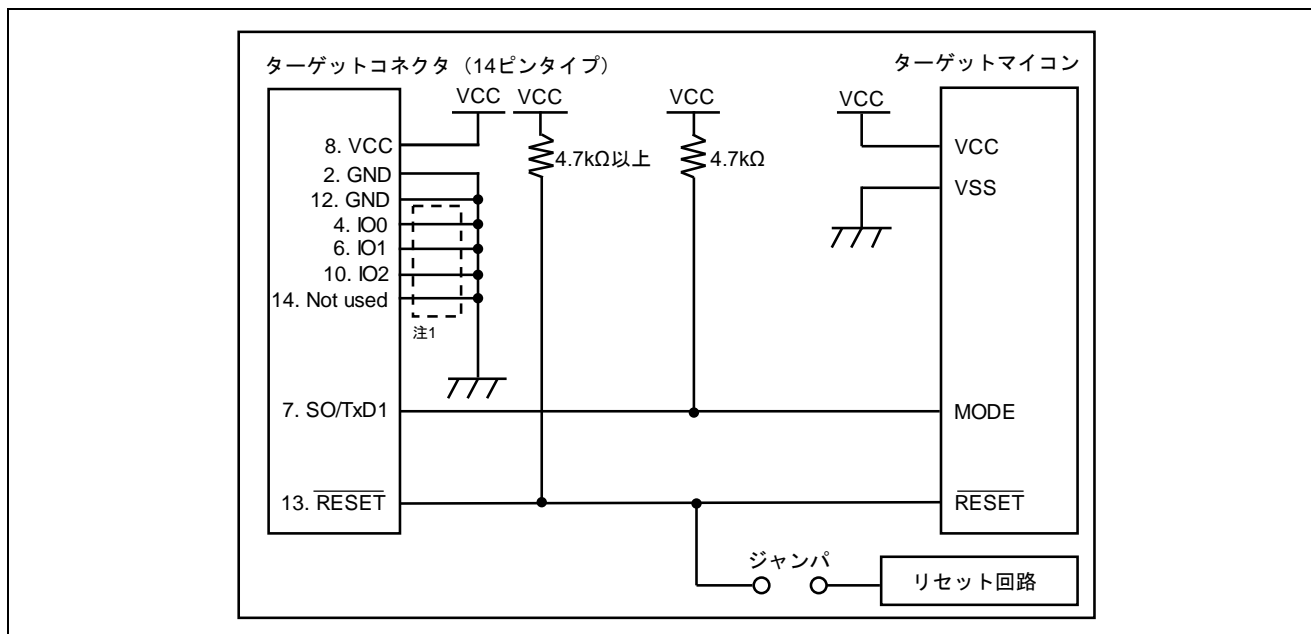 ターゲットコネクタ（14ピンタイプ）
ターゲットマイコン
VCC
VCC
VCC
VCC
8. VCC
2. GND
12. GND
4. IO0
6. IO1
10. IO2
14. Not used
注1
4.7kΩ以上
4.7kΩ
VCC
VSS
7. SO/TxD1
MODE
13. RESET
RESET
ジャンパ
リセット回路